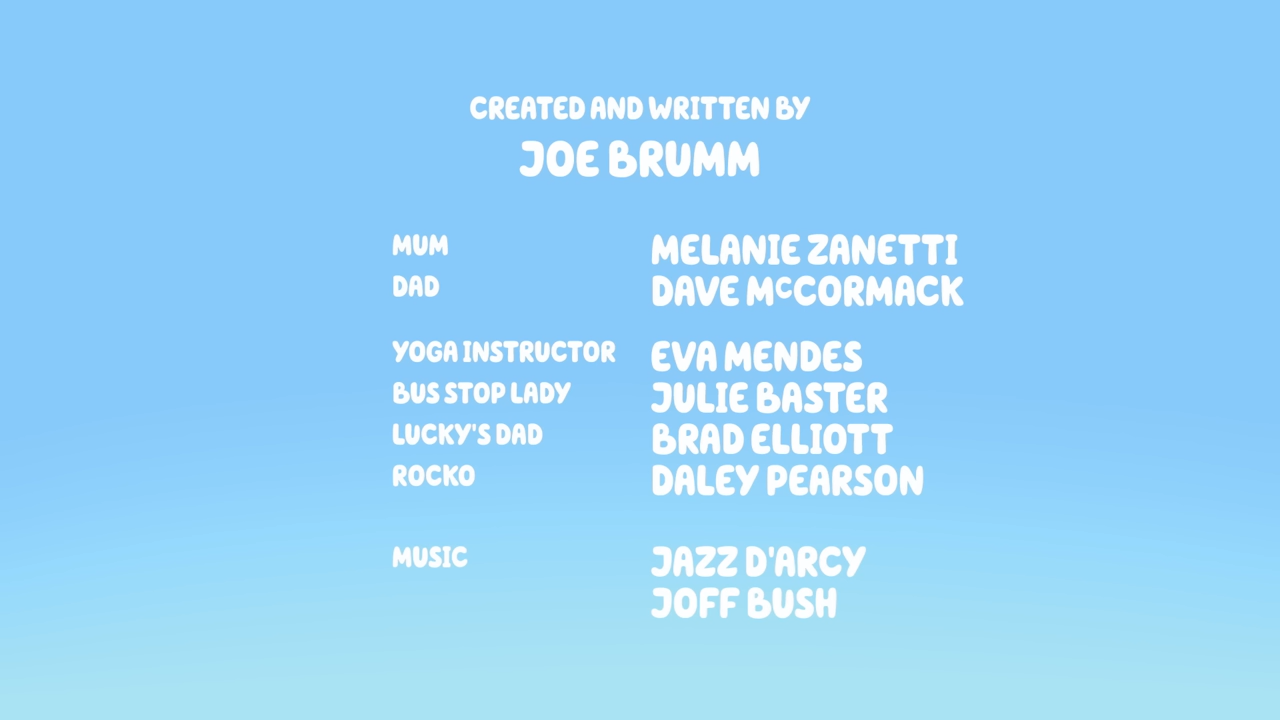 CREATED AND WRITTEN BY
JOE BRUMM
MUM MELANIE ZANETTI
DAD DAVE McCORMACK
YOGA INSTRUCTOR EVA MENDES
BUS STOP LADY JULIE BASTER
LUCKY'S DAD BRAD ELLIOTT
ROCKO DALEY PEARSON
MUSIC JAZZ D'ARCY
JOFF BUSH